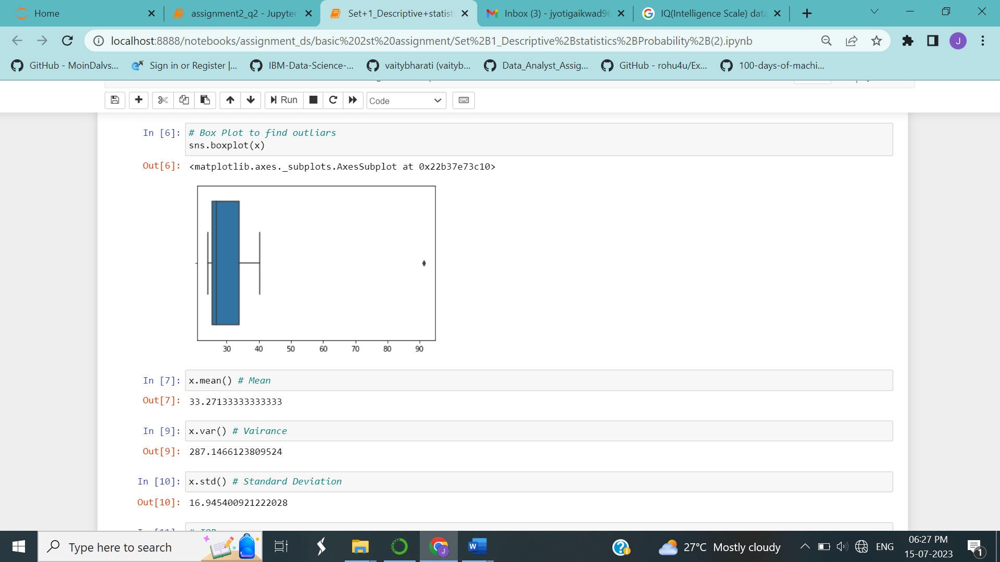 Home
assignment2_q2 - Jupyter
Set+1_Descriptive+statisti
Inbox (3) - jyotigaikwad96
IQ(Intelligence Scale) data
localhost:8888/notebooks/assignment_ds/basic%202st%20assignment/Set%2B1_Descriptive%2Bstatistics%2BProbability%2B(2).ipynb
J
GitHub - MoinDalvs...
Sign in or Register |...
IBM-Data-Science-...
vaitybharati (vaityb...
Data_Analyst_Assig...
GitHub - rohu4u/Ex...
100-days-of-machi...
Run
Code
In [6]: # Box Plot to find outliars
sns.boxplot(x)
Out[6]: <matplotlib.axes._subplots.AxesSubplot at 0x22b37e73c10>
30 40 50 60 70 80 90
In [7]: x.mean() # Mean
Out[7]: 33.27133333333333
In [9]: x.var() # Vairance
Out[9]: 287.1466123809524
In [10]: x.std() # Standard Deviation
Out[10]: 16.945400921222028
In [11]: # IQR
Type here to search
J
W
27°C Mostly cloudy
ENG
06:27 PM
15-07-2023
1